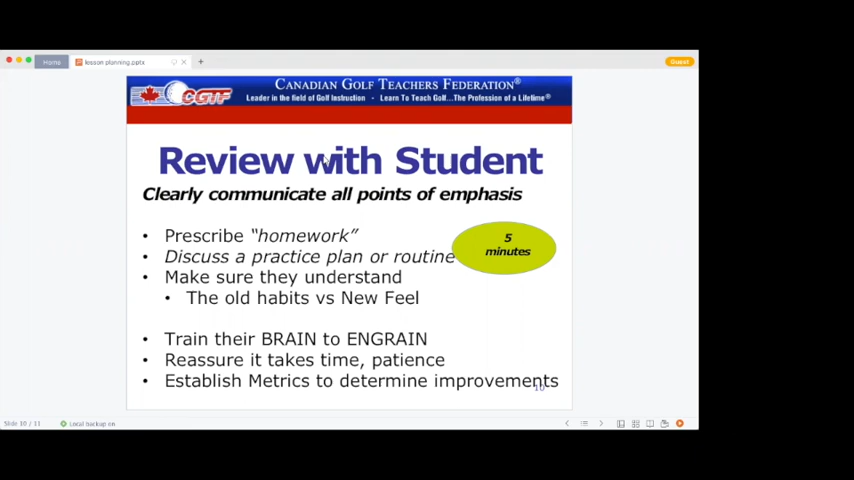 Home
lesson planning.pptx
Guest
CGTF
CANADIAN GOLF TEACHERS FEDERATION®
Leader in the field of Golf Instruction - Learn To Teach Golf...The Profession of a Lifetime®
Review with Student
Clearly communicate all points of emphasis
• Prescribe "homework"
• Discuss a practice plan or routine
5
minutes
• Make sure they understand
• The old habits vs New Feel
• Train their BRAIN to ENGRAIN
• Reassure it takes time, patience
• Establish Metrics to determine improvements
10
Slide 10 / 11
Local backup on